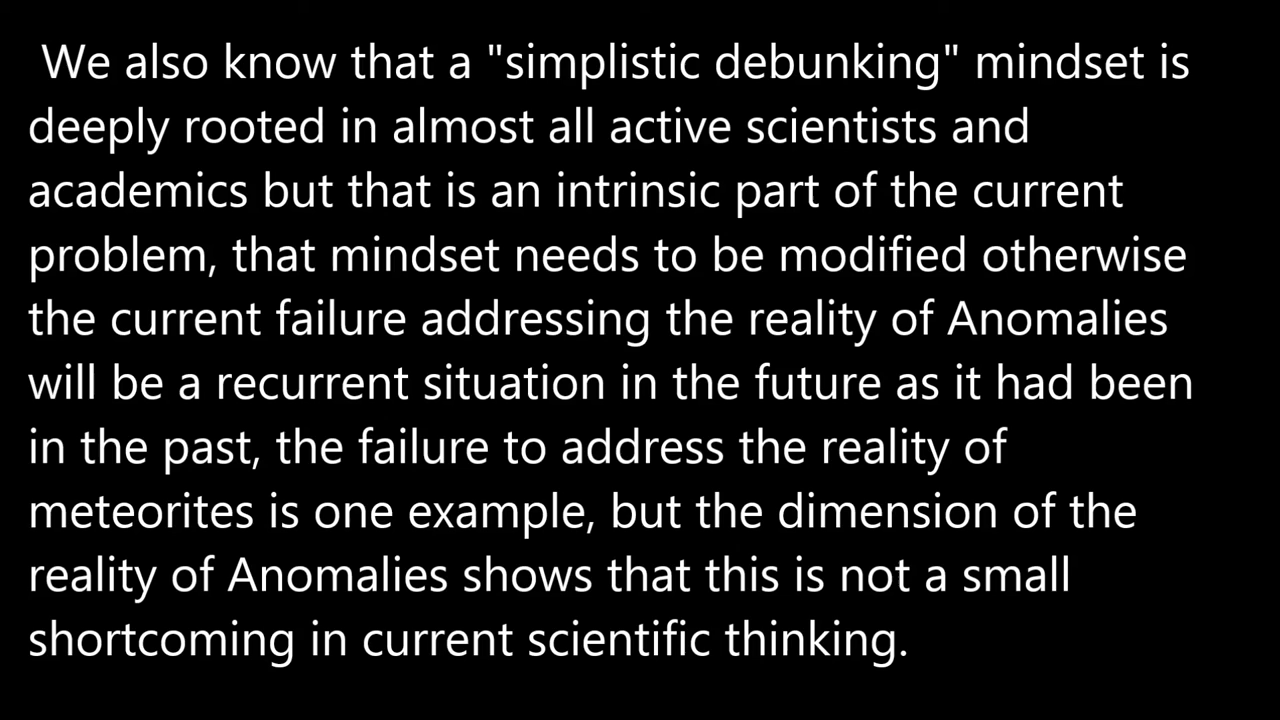 We also know that a "simplistic debunking" mindset is
deeply rooted in almost all active scientists and
academics but that is an intrinsic part of the current
problem, that mindset needs to be modified otherwise
the current failure addressing the reality of Anomalies
will be a recurrent situation in the future as it had been
in the past, the failure to address the reality of
meteorites is one example, but the dimension of the
reality of Anomalies shows that this is not a small
shortcoming in current scientific thinking.